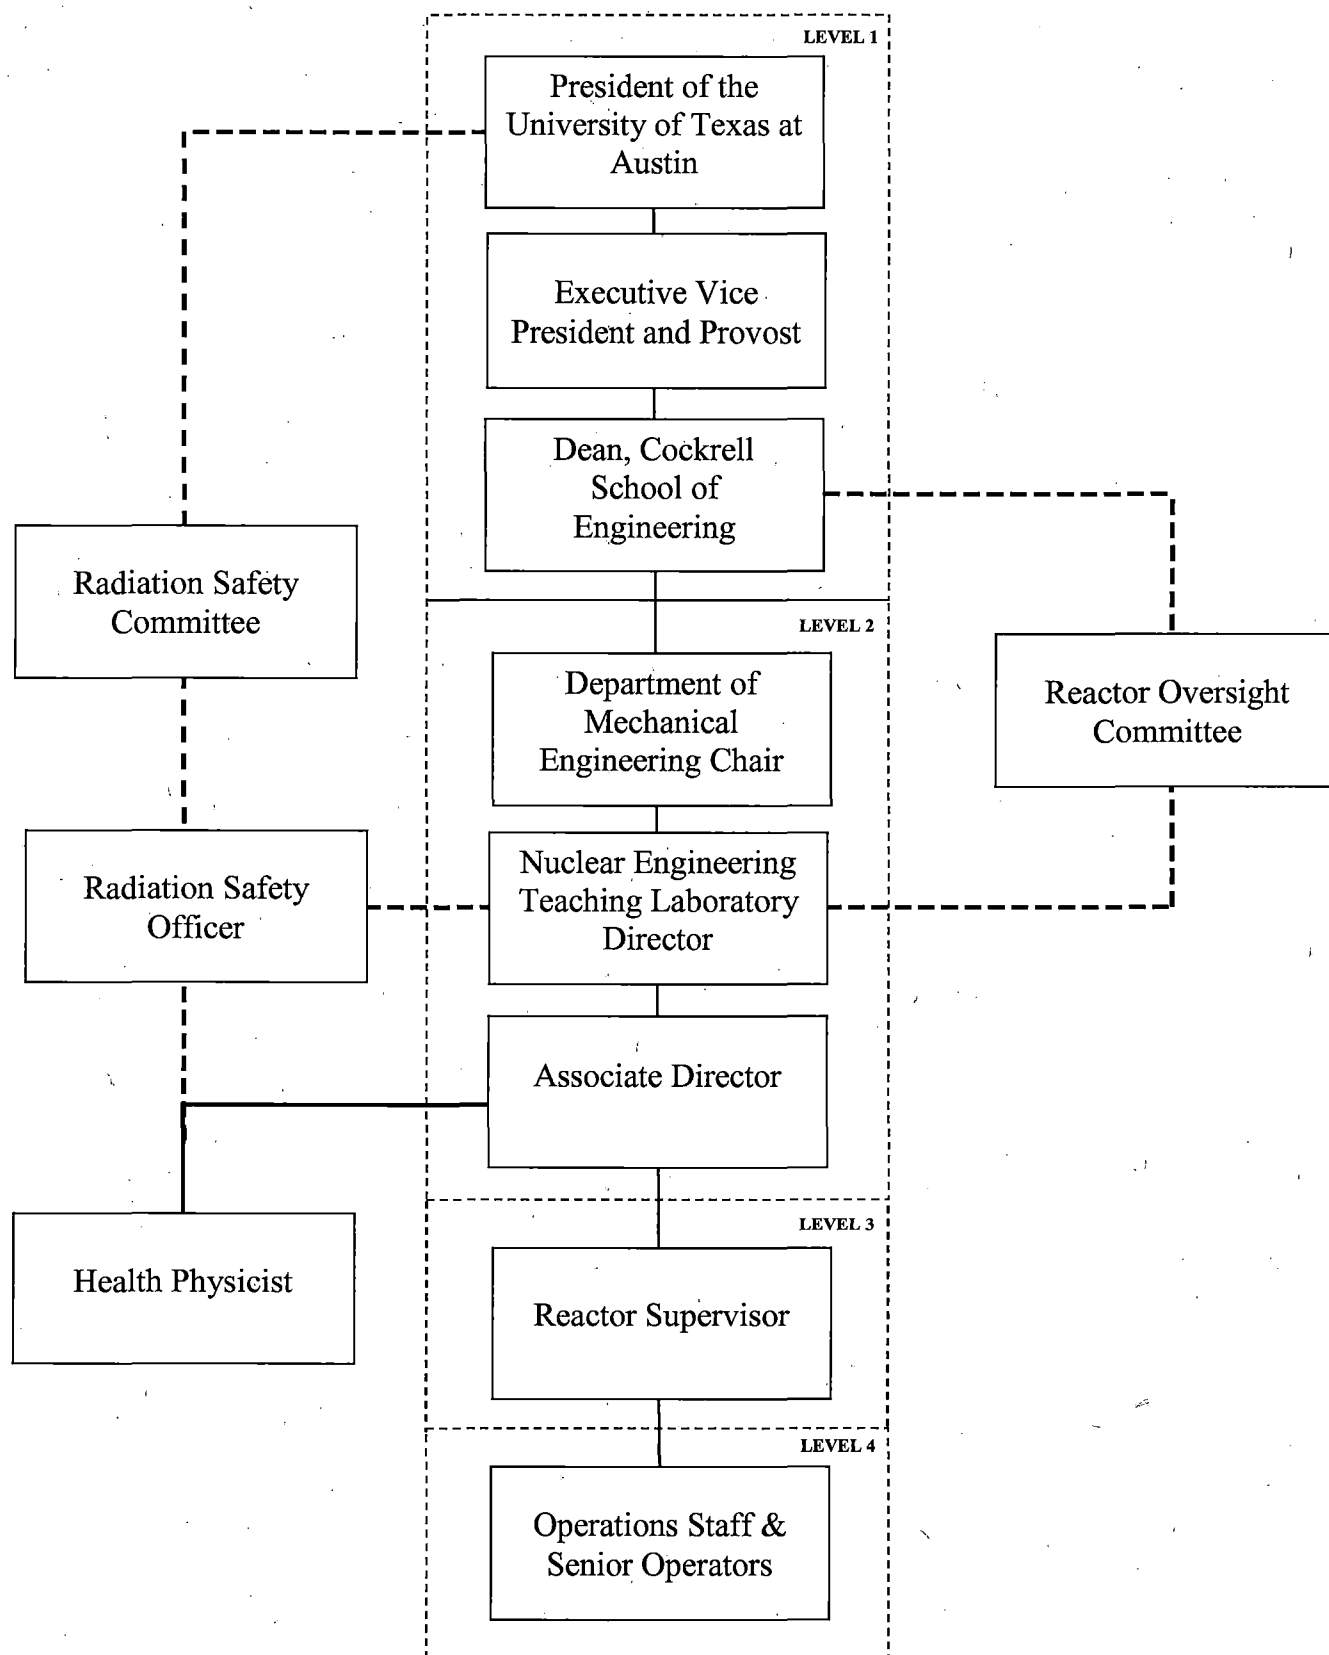 LEVEL 1
President of the
University of Texas at
Austin
Executive Vice
President and Provost
Dean, Cockrell
School of
Engineering
Radiation Safety
Committee
LEVEL 2
Department of
Mechanical
Engineering Chair
Reactor Oversight
Committee
Radiation Safety
Officer
Nuclear Engineering
Teaching Laboratory
Director
Associate Director
LEVEL 3
Health Physicist
Reactor Supervisor
LEVEL 4
Operations Staff &
Senior Operators